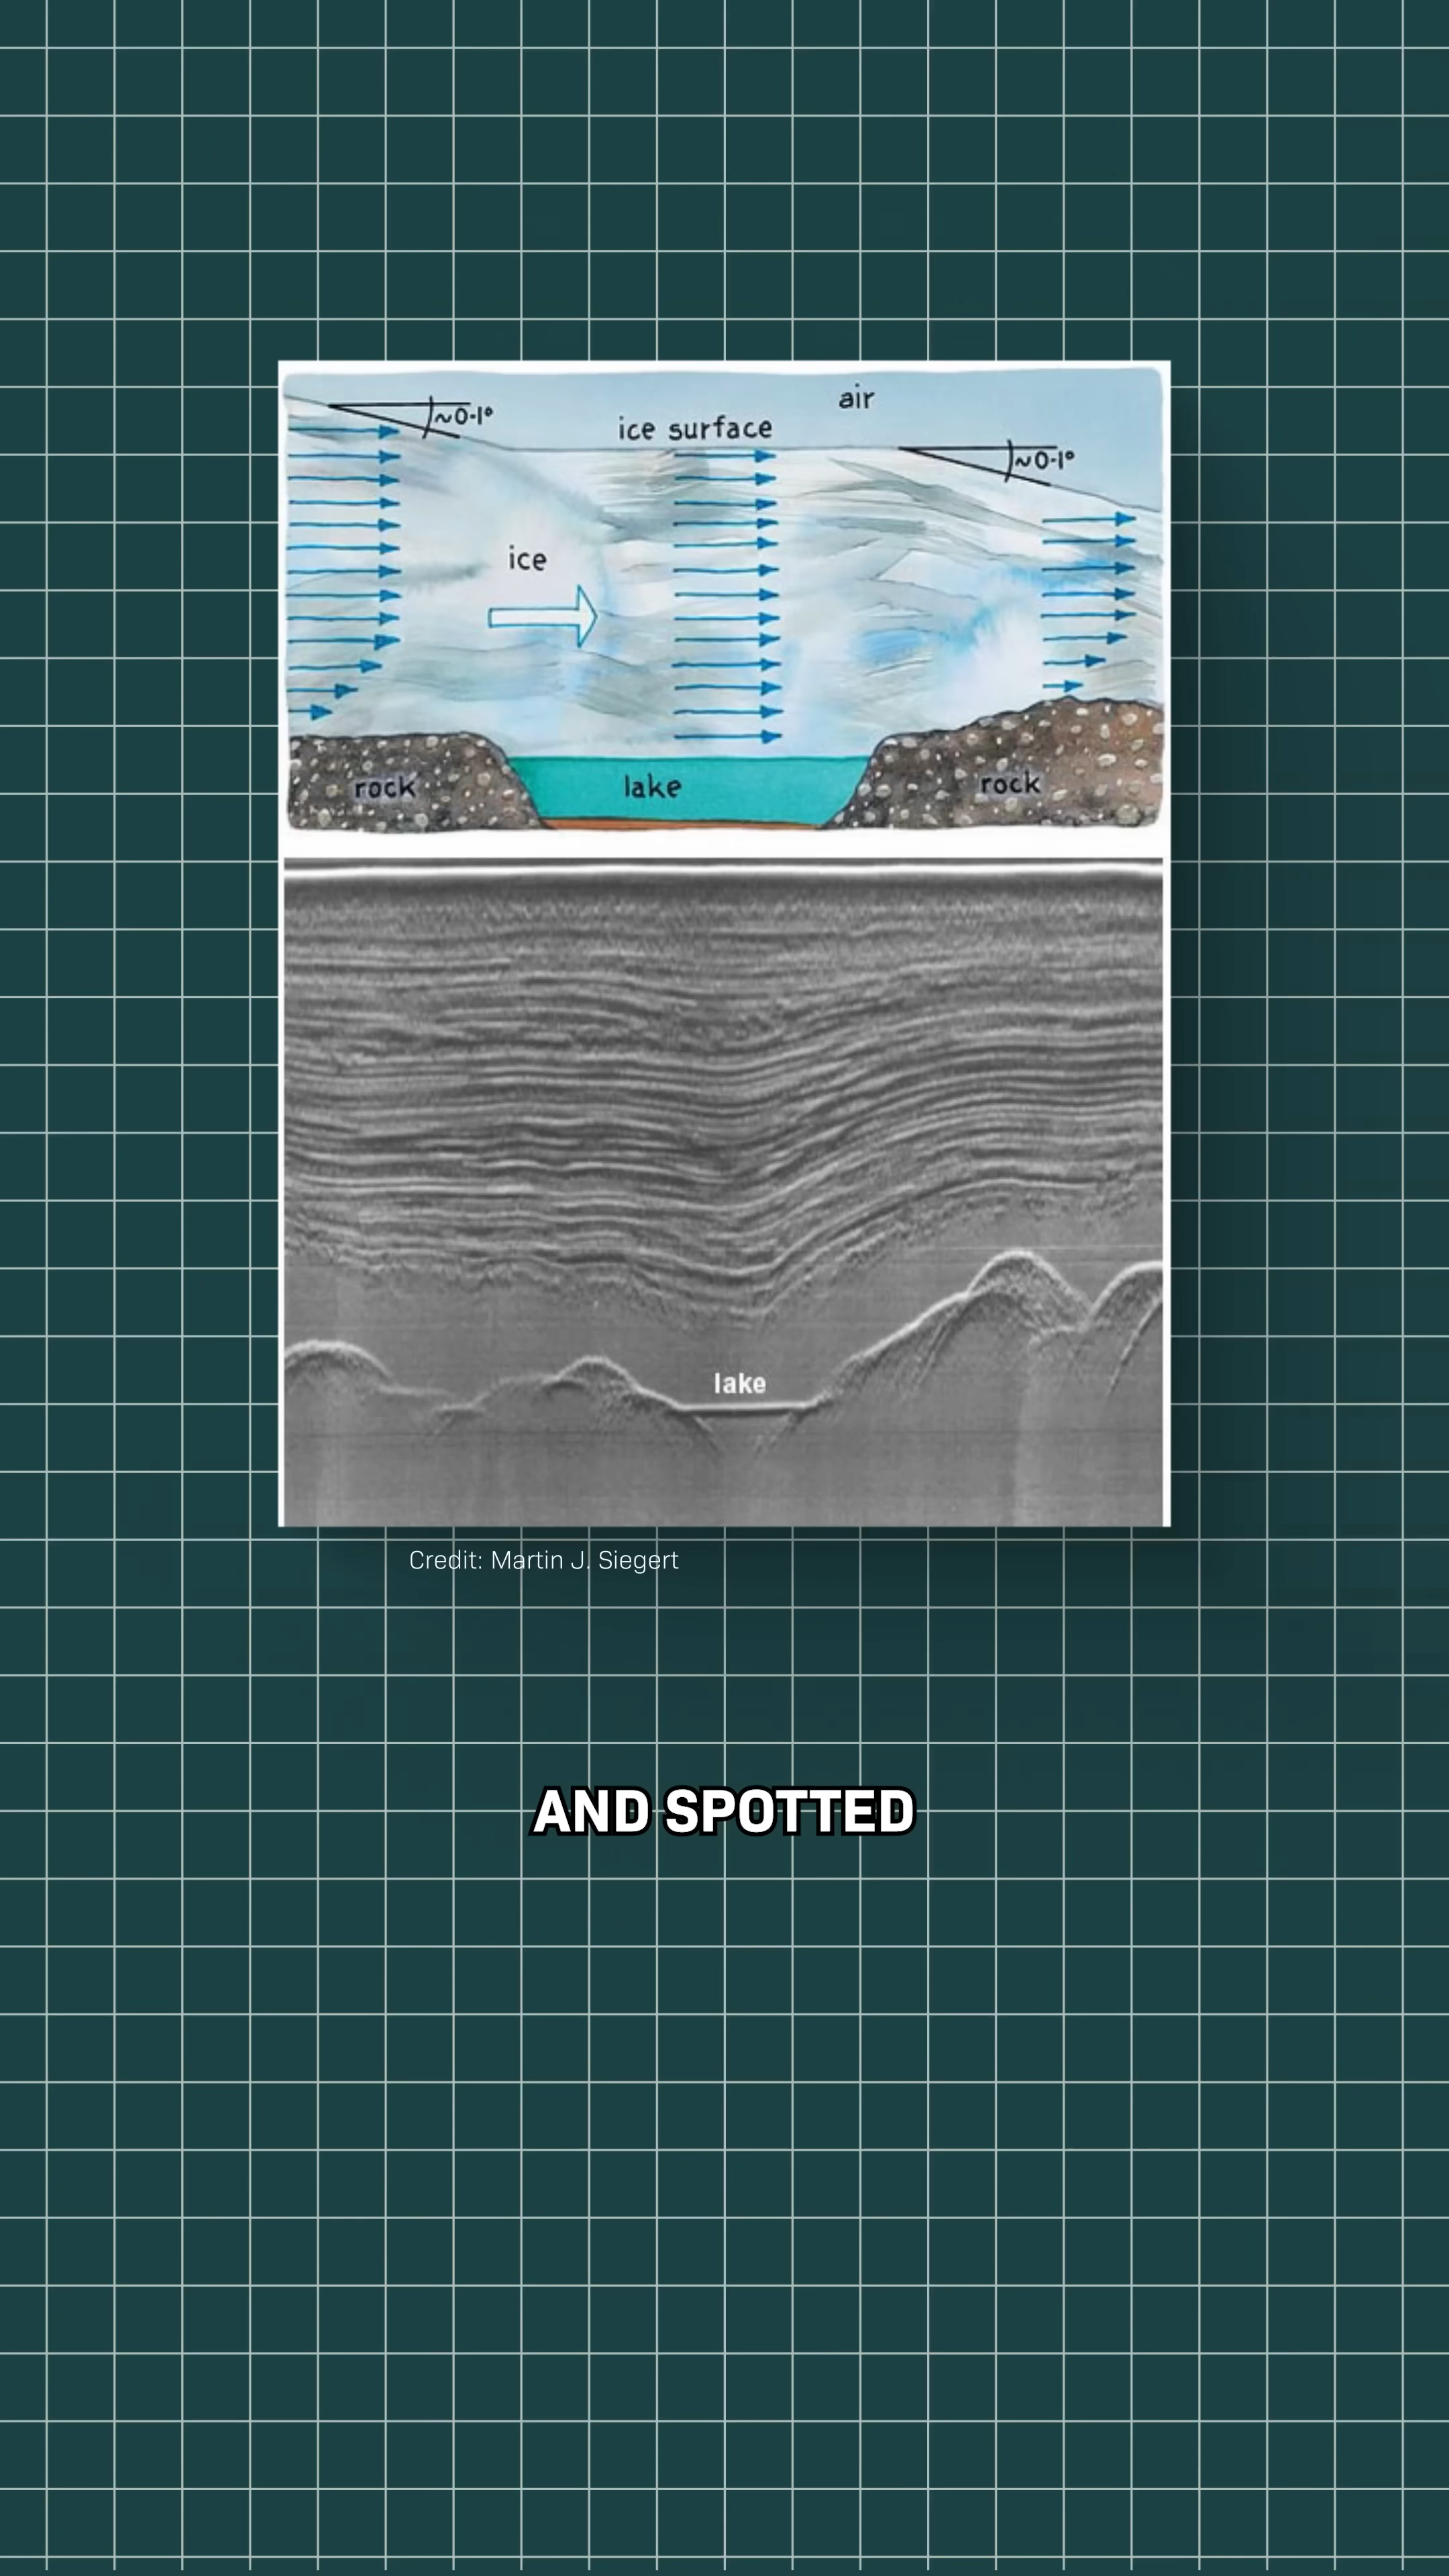 air
~0.1°
ice surface
~0.1°
ice
rock
lake
rock
lake
Credit: Martin J. Siegert
AND SPOTTED